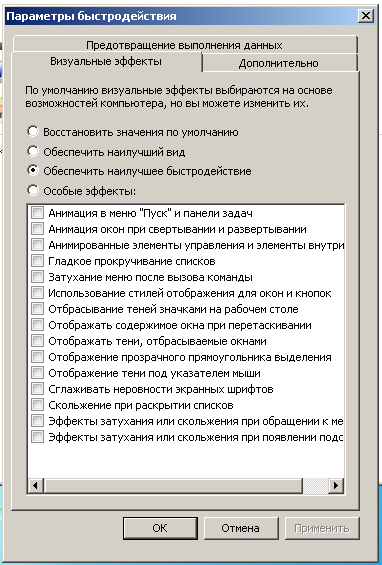 Параметры быстродействия
Предотвращение выполнения данных
Визуальные эффекты
Дополнительно
По умолчанию визуальные эффекты выбираются на основе
возможностей компьютера, но вы можете изменить их.
Восстановить значения по умолчанию
Обеспечить наилучший вид
Обеспечить наилучшее быстродействие
Особые эффекты:
Анимация в меню "Пуск" и панели задач
Анимация окон при свертывании и развертывании
Анимированные элементы управления и элементы внутри
Гладкое прокручивание списков
Затухание меню после вызова команды
Использование стилей отображения для окон и кнопок
Отбрасывание теней значками на рабочем столе
Отображать содержимое окна при перетаскивании
Отображать тени, отбрасываемые окнами
Отображение прозрачного прямоугольника выделения
Отображение тени под указателем мыши
Сглаживать неровности экранных шрифтов
Скольжение при раскрытии списков
Эффекты затухания или скольжения при обращении к ме
Эффекты затухания или скольжения при появлении подс
ОК
Отмена
Применить